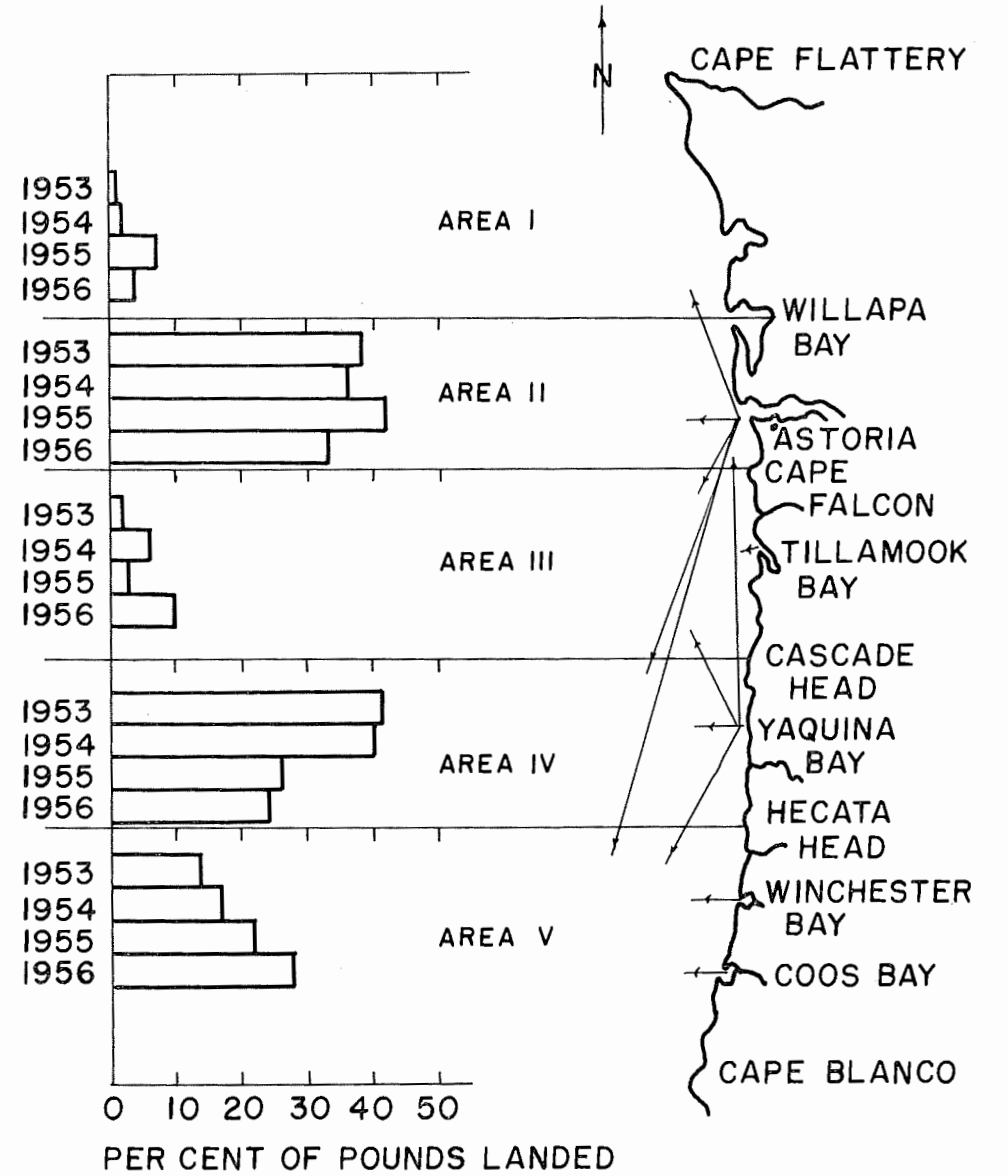 CAPE FLATTERY
N
1953
1954
1955
1956
AREA I
WILLAPA
BAY
1953
1954
1955
1956
AREA II
ASTORIA
CAPE
FALCON
1953
1954
1955
1956
AREA III
TILLAMOOK
BAY
CASCADE
HEAD
1953
1954
1955
1956
AREA IV
YAQUINA
BAY
HECATA
HEAD
1953
1954
1955
1956
AREA V
WINCHESTER
BAY
COOS BAY
CAPE BLANCO
0 10 20 30 40 50
PER CENT OF POUNDS LANDED